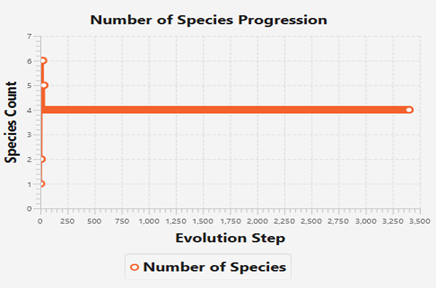 Number of Species Progression
Species Count
7
6
5
4
3
2
1
0
0 250 500 750 1,000 1,250 1,500 1,750 2,000 2,250 2,500 2,750 3,000 3,250 3,500
Evolution Step
Number of Species